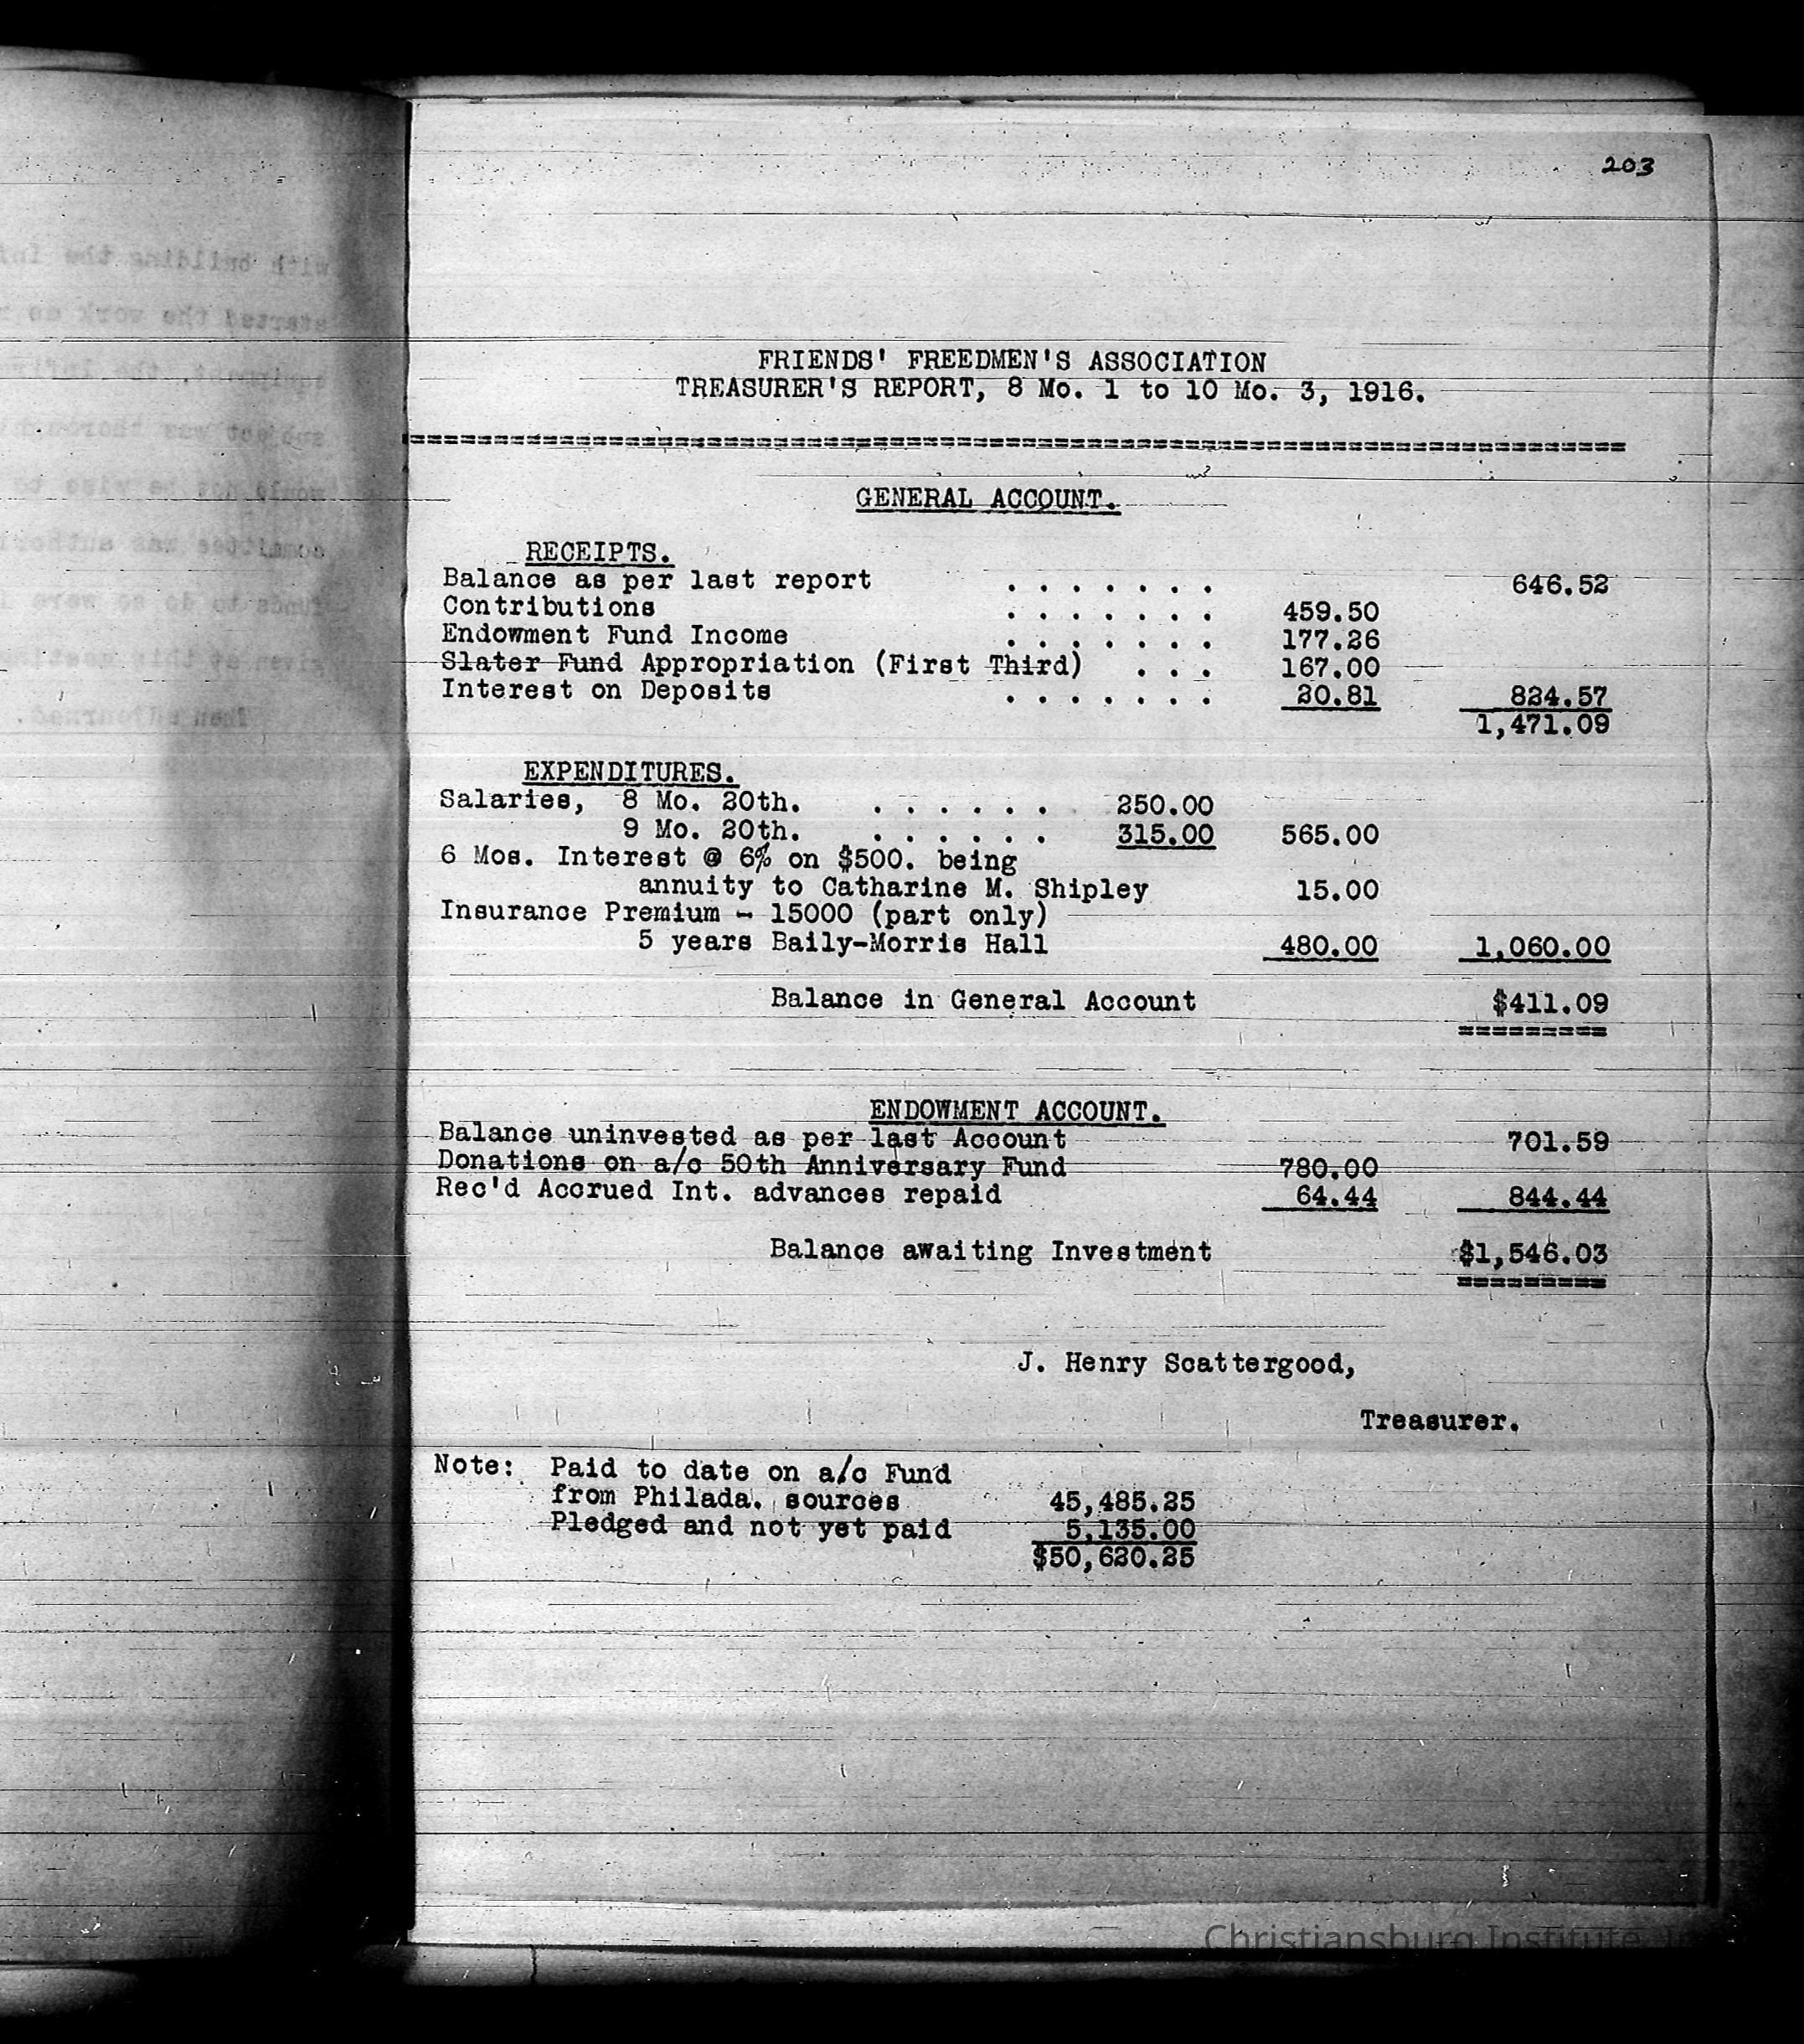 203
FRIENDS' FREEDMEN'S ASSOCIATION
TREASURER'S REPORT, 8 Mo. 1 to 10 Mo. 3, 1916.
GENERAL ACCOUNT.
RECEIPTS.
Balance as per last report . . . . . . . 646.52
Contributions . . . . . . . 459.50
Endowment Fund Income . . . . . . . 177.26
Slater Fund Appropriation (First Third) . . . 167.00
Interest on Deposits . . . . . . . 20.81 824.57
1,471.09
EXPENDITURES.
Salaries, 8 Mo. 20th. . . . . . . 250.00
9 Mo. 20th. . . . . . . 315.00 565.00
6 Mos. Interest @ 6% on $500. being
annuity to Catharine M. Shipley 15.00
Insurance Premium - 15000 (part only)
5 years Baily-Morris Hall 480.00 1,060.00
Balance in General Account $411.09
ENDOWMENT ACCOUNT.
Balance uninvested as per last Account 701.59
Donations on a/c 50th Anniversary Fund 780.00
Rec'd Accrued Int. advances repaid 64.44 844.44
Balance awaiting Investment $1,546.03
J. Henry Scattergood,
Treasurer.
Note: Paid to date on a/c Fund
from Philada. sources 45,485.25
Pledged and not yet paid 5,135.00
$50,620.25
Christiansburg Institute, In